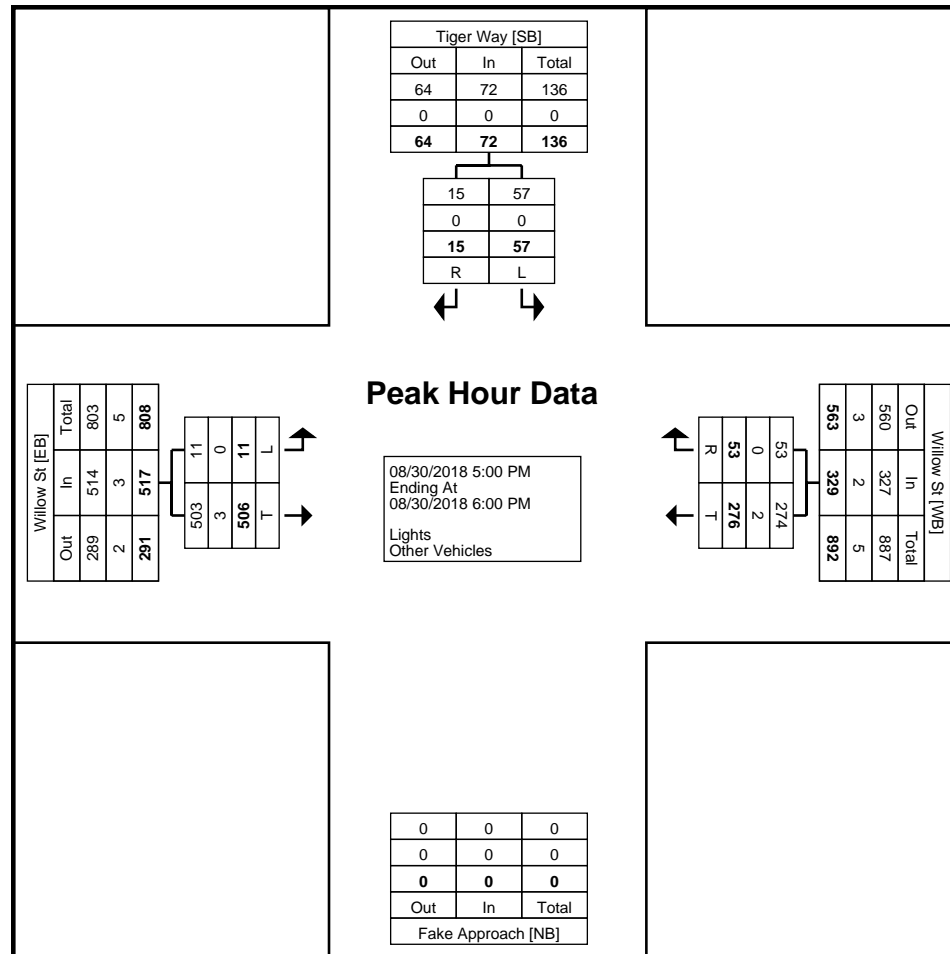 Tiger Way [SB]
Out In Total
64 72 136
0 0 0
64 72 136
15 57
0 0
15 57
R L
Peak Hour Data
08/30/2018 5:00 PM
Ending At
08/30/2018 6:00 PM
Lights
Other Vehicles
Willow St [EB]
Total 803 5 808
In 514 3 517
Out 289 2 291
11 0 11 L
503 3 506 T
R 53 0 53
T 276 2 274
563 3 560 Out
329 2 327 In
892 5 887 Total
Willow St [WB]
0 0 0
0 0 0
0 0 0
Out In Total
Fake Approach [NB]